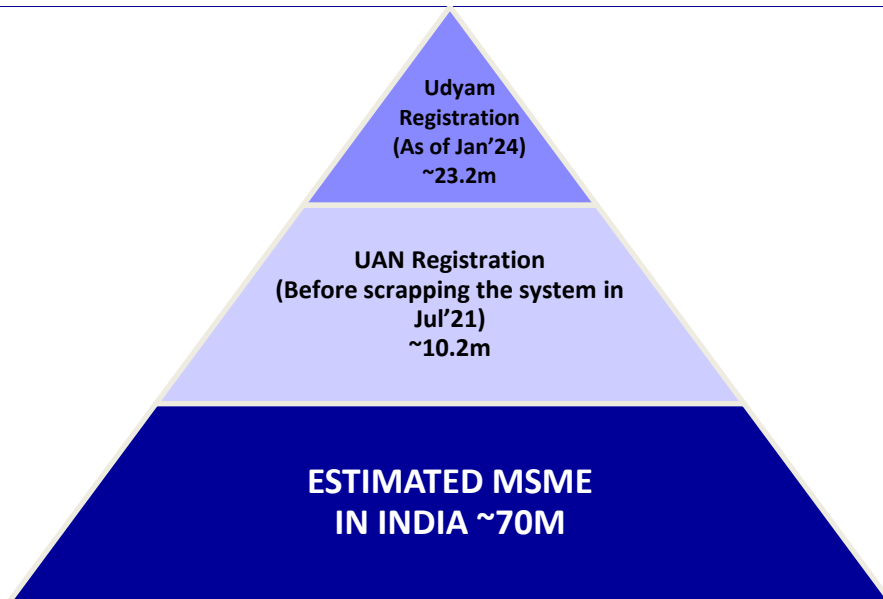 Udyam
Registration
(As of Jan’24)
~23.2m
UAN Registration
(Before scrapping the system in
Jul’21)
~10.2m
ESTIMATED MSME
IN INDIA ~70M